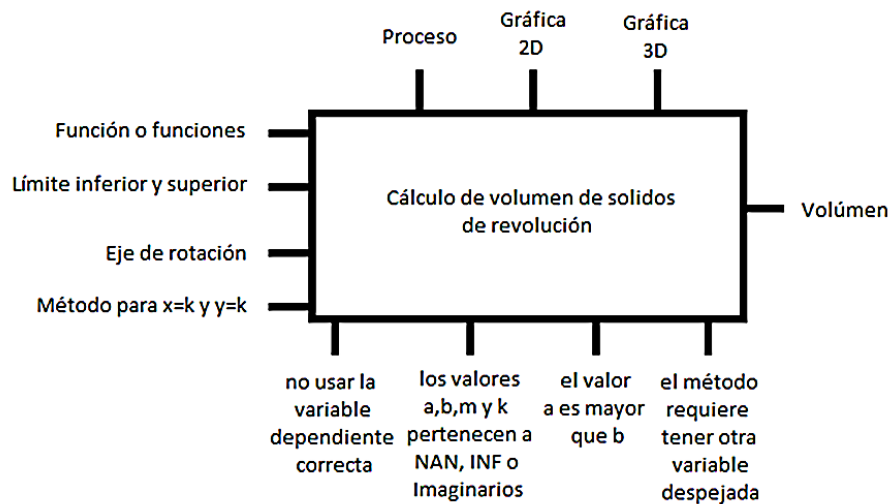 Proceso
Gráfica
2D
Gráfica
3D
Función o funciones
Límite inferior y superior
Eje de rotación
Método para x=k y y=k
Cálculo de volumen de solidos
de revolución
Volúmen
no usar la
variable
dependiente
correcta
los valores
a,b,m y k
pertenecen a
NAN, INF o
Imaginarios
el valor
a es mayor
que b
el método
requiere
tener otra
variable
despejada